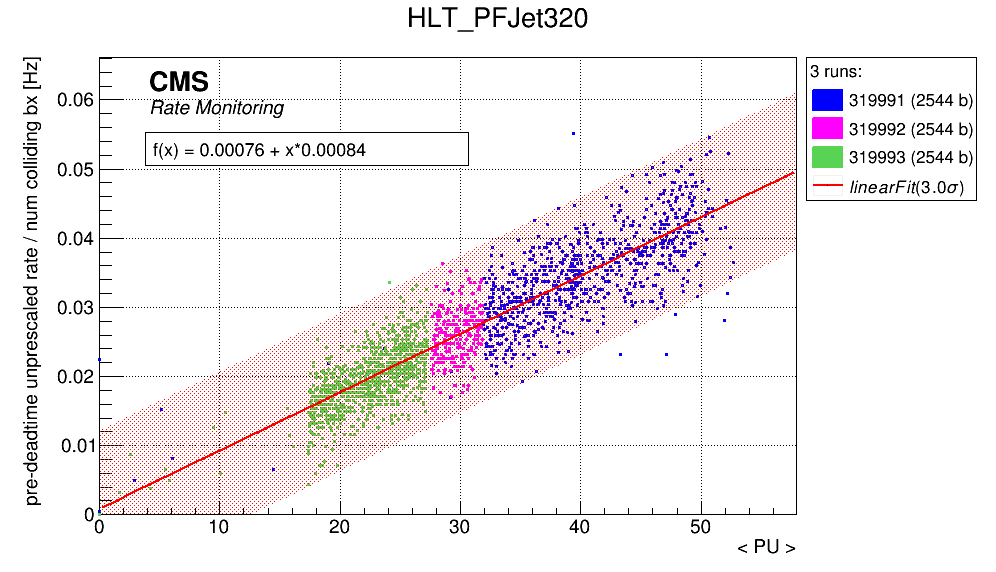 HLT_PFJet320
pre-deadtime unprescaled rate / num colliding bx [Hz]
CMS
Rate Monitoring
f(x) = 0.00076 + x*0.00084
0.06
0.05
0.04
0.03
0.02
0.01
0
0 10 20 30 40 50
< PU >
3 runs:
319991 (2544 b)
319992 (2544 b)
319993 (2544 b)
linearFit(3.0σ)